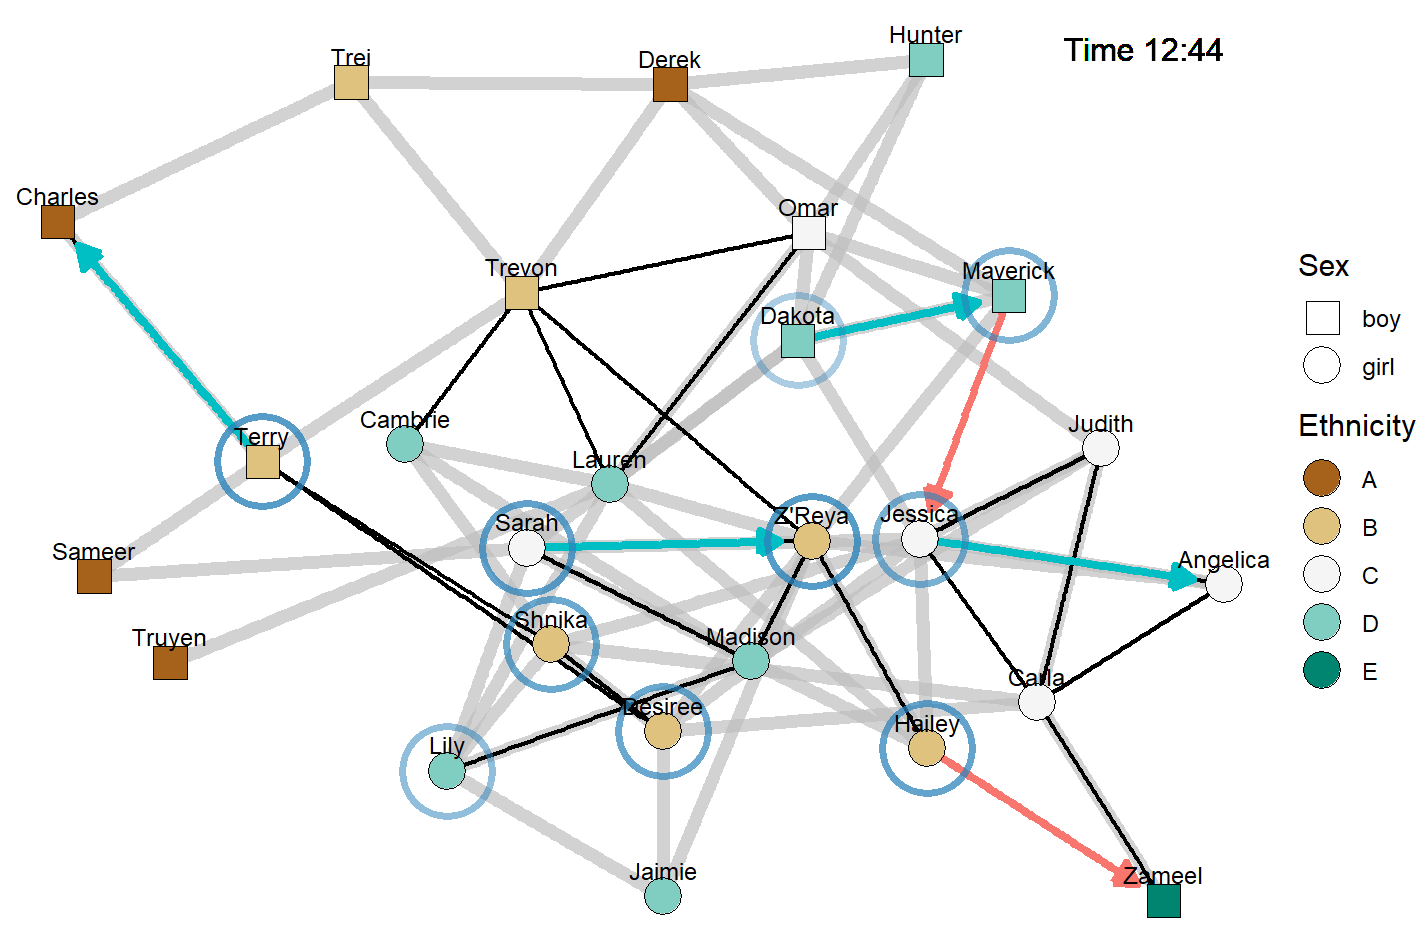 Hunter
Time 12:44
Trei
Derek
Charles
Omar
Trevon
Maverick
Dakota
Sex
boy
girl
Cambrie
Judith
Terry
Lauren
Ethnicity
A
B
C
D
E
Sarah
Z'Reya
Jessica
Sameer
Angelica
Shnika
Truyen
Madison
Carla
Desiree
Hailey
Lily
Jaimie
Zameel